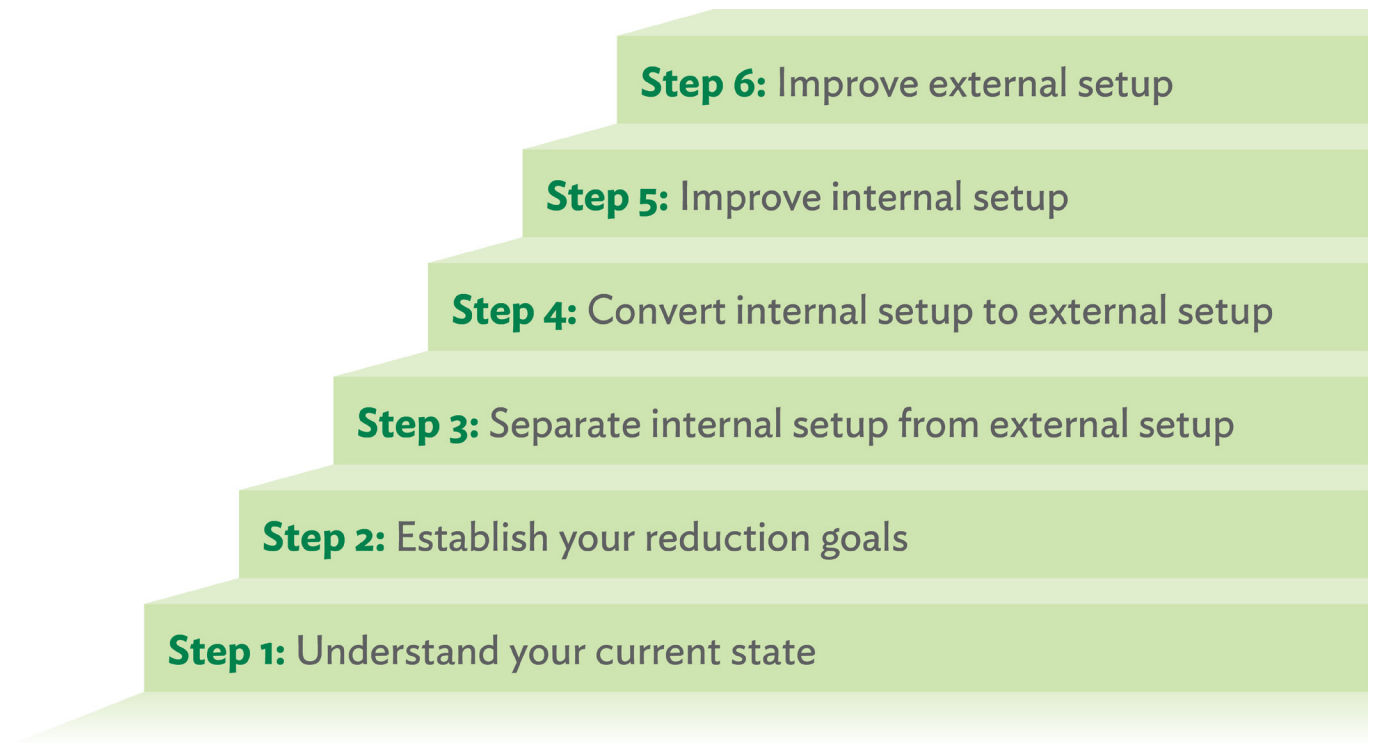 Step 6: Improve external setup
Step 5: Improve internal setup
Step 4: Convert internal setup to external setup
Step 3: Separate internal setup from external setup
Step 2: Establish your reduction goals
Step 1: Understand your current state